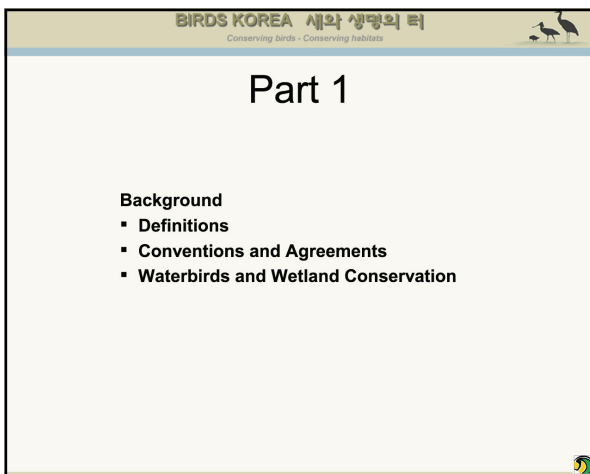 BIRDS KOREA 새와 생명의 터
Conserving birds - Conserving habitats
Part 1
Background
▪ Definitions
▪ Conventions and Agreements
▪ Waterbirds and Wetland Conservation